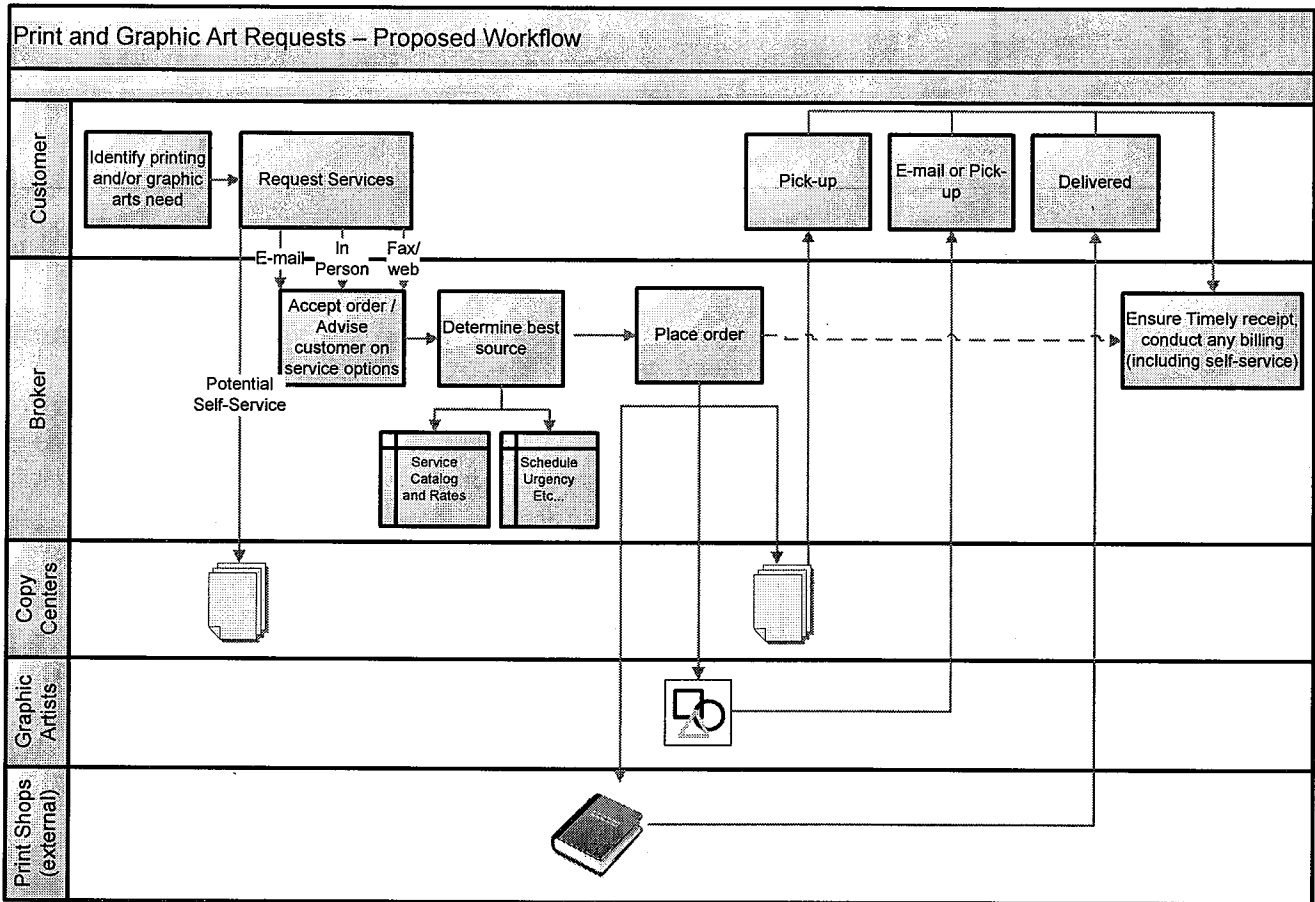 Print and Graphic Art Requests – Proposed Workflow
Customer
Identify printing
and/or graphic
arts need
Request Services
Pick-up
E-mail or Pick-
up
Delivered
E-mail
In
Person
Fax/
web
Broker
Accept order /
Advise
customer on
service options
Determine best
source
Place order
Ensure Timely receipt,
conduct any billing
(including self-service)
Potential
Self-Service
Service
Catalog
and Rates
Schedule
Urgency
Etc...
Copy
Centers
Graphic
Artists
Print Shops
(external)